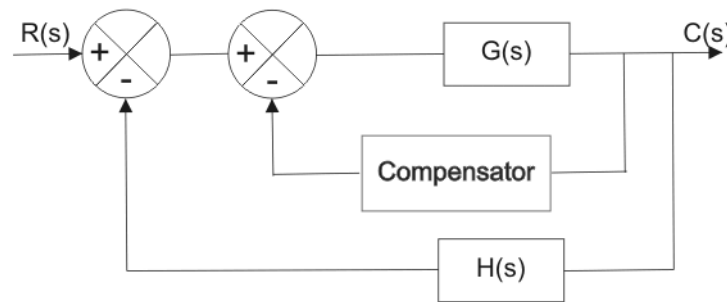 R(s)
+
-
+
-
G(s)
C(s)
Compensator
H(s)